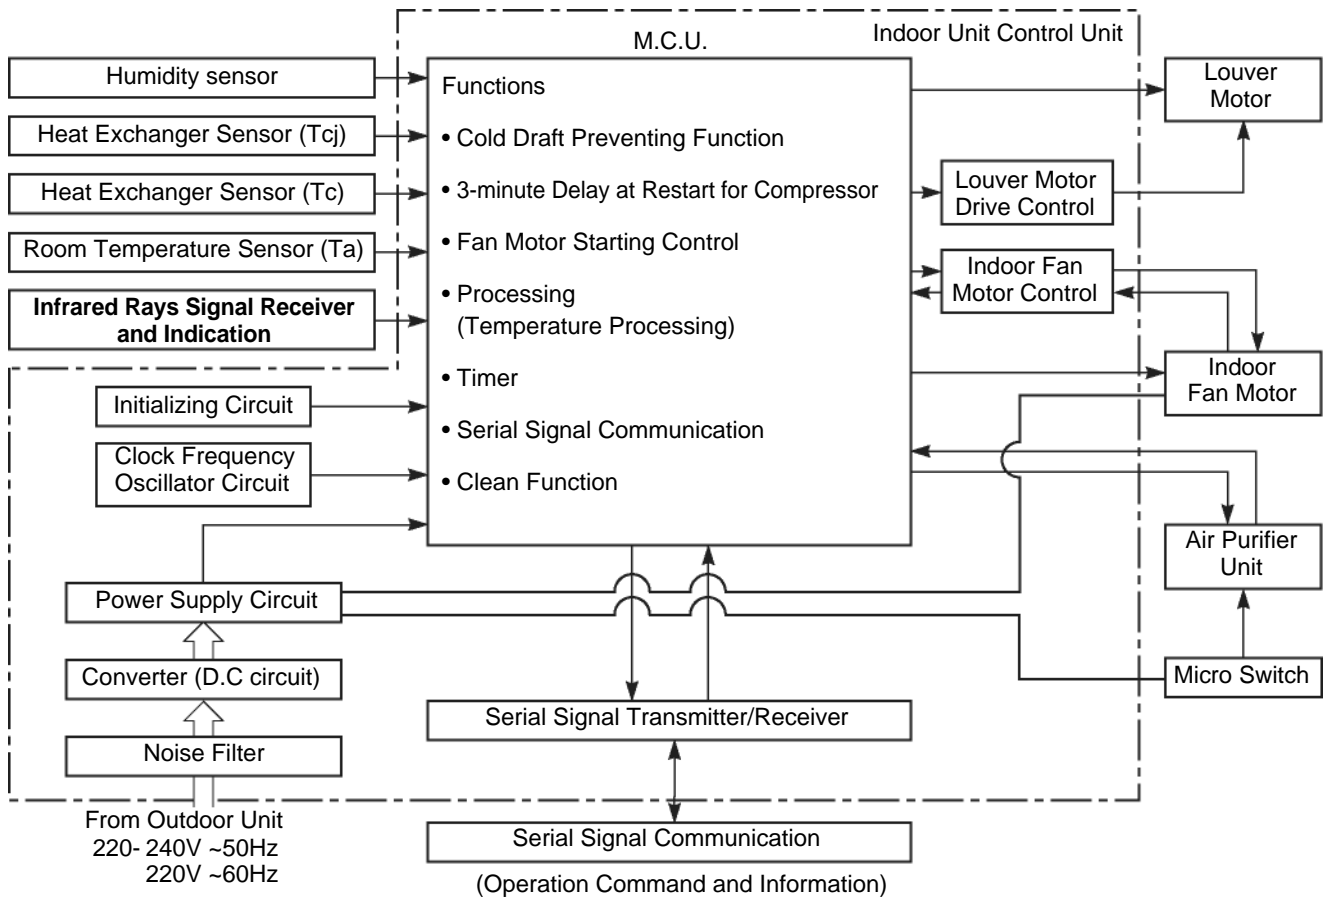 M.C.U.
Indoor Unit Control Unit
Humidity sensor
Heat Exchanger Sensor (Tcj)
Heat Exchanger Sensor (Tc)
Room Temperature Sensor (Ta)
Infrared Rays Signal Receiver
and Indication
Initializing Circuit
Clock Frequency
Oscillator Circuit
Power Supply Circuit
Converter (D.C circuit)
Noise Filter
From Outdoor Unit
220- 240V ~50Hz
220V ~60Hz
Functions
• Cold Draft Preventing Function
• 3-minute Delay at Restart for Compressor
• Fan Motor Starting Control
• Processing
(Temperature Processing)
• Timer
• Serial Signal Communication
• Clean Function
Serial Signal Transmitter/Receiver
Serial Signal Communication
(Operation Command and Information)
Louver Motor
Drive Control
Indoor Fan
Motor Control
Louver
Motor
Indoor
Fan Motor
Air Purifier
Unit
Micro Switch